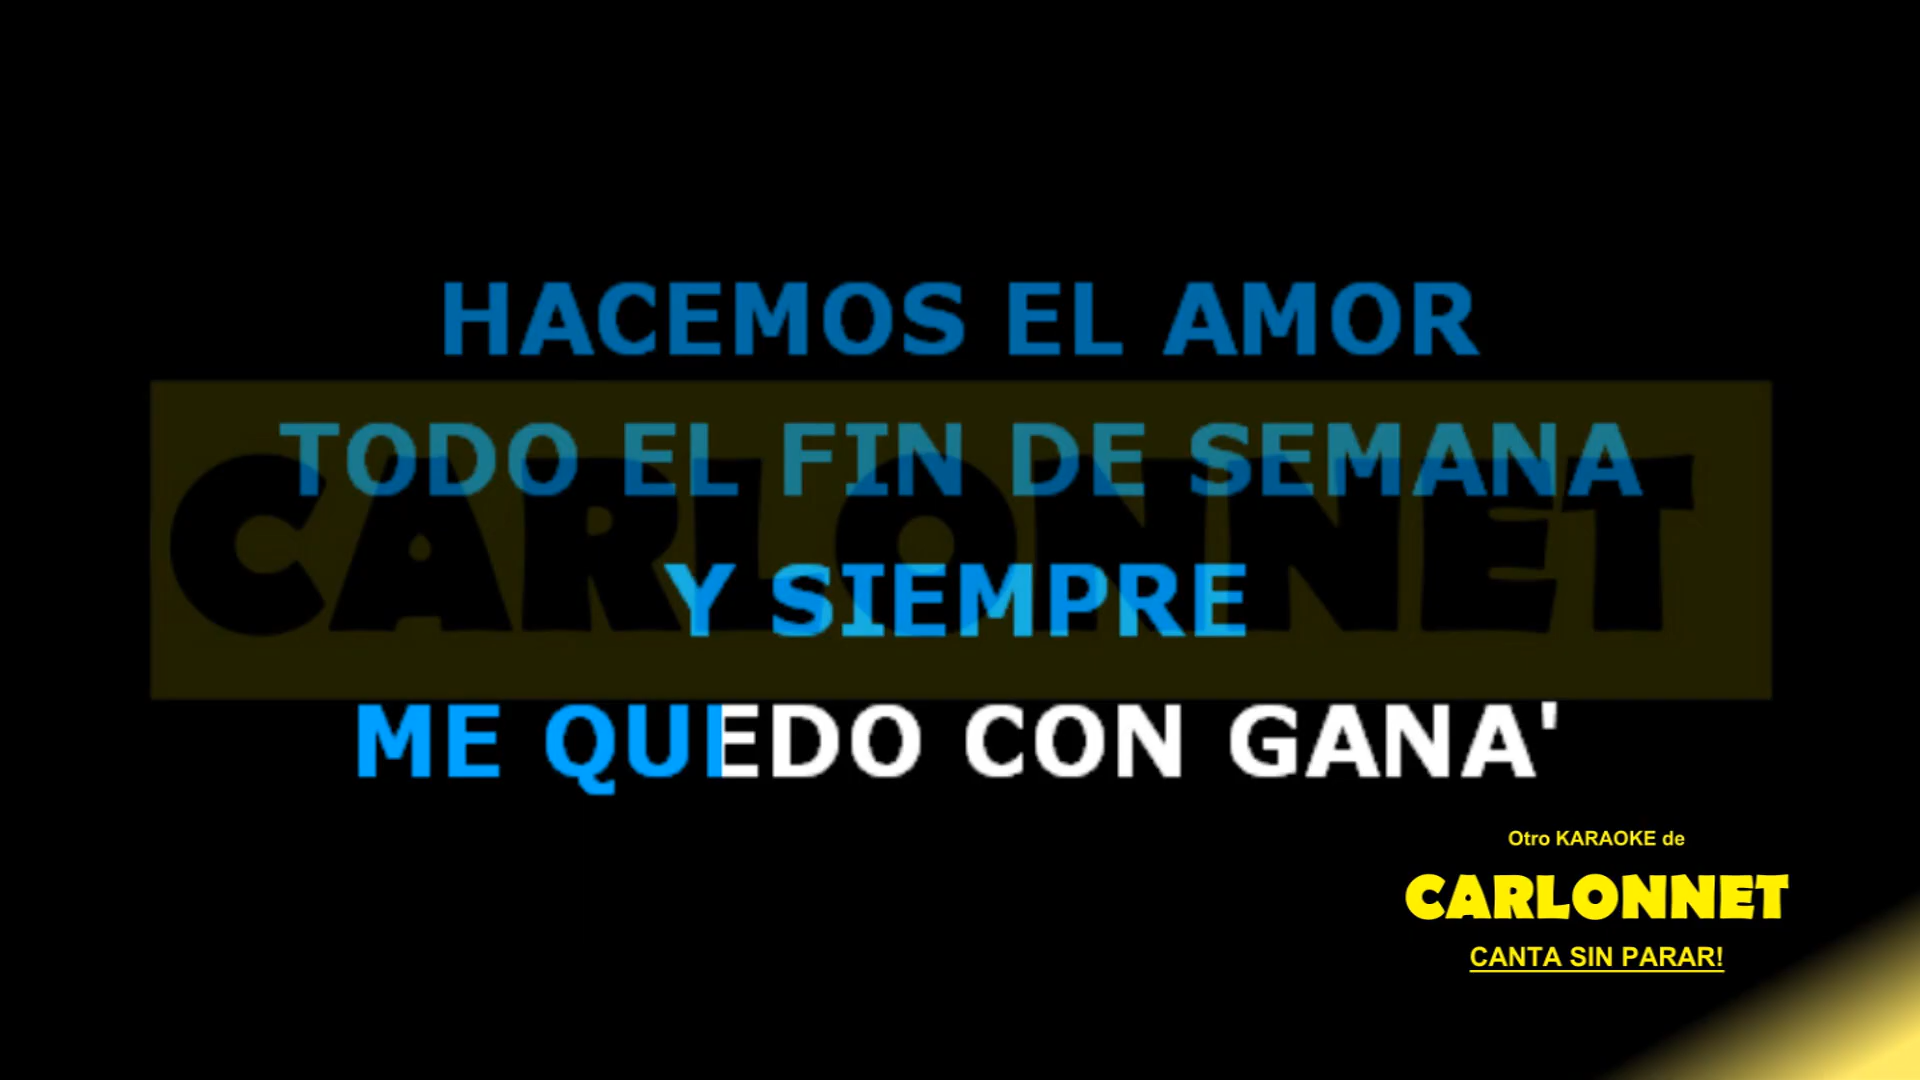 HACEMOS EL AMOR
TODO EL FIN DE SEMANA
CARLONNET
Y SIEMPRE
ME QUEDO CON GANA'
Otro KARAOKE de
CARLONNET
CANTA SIN PARAR!